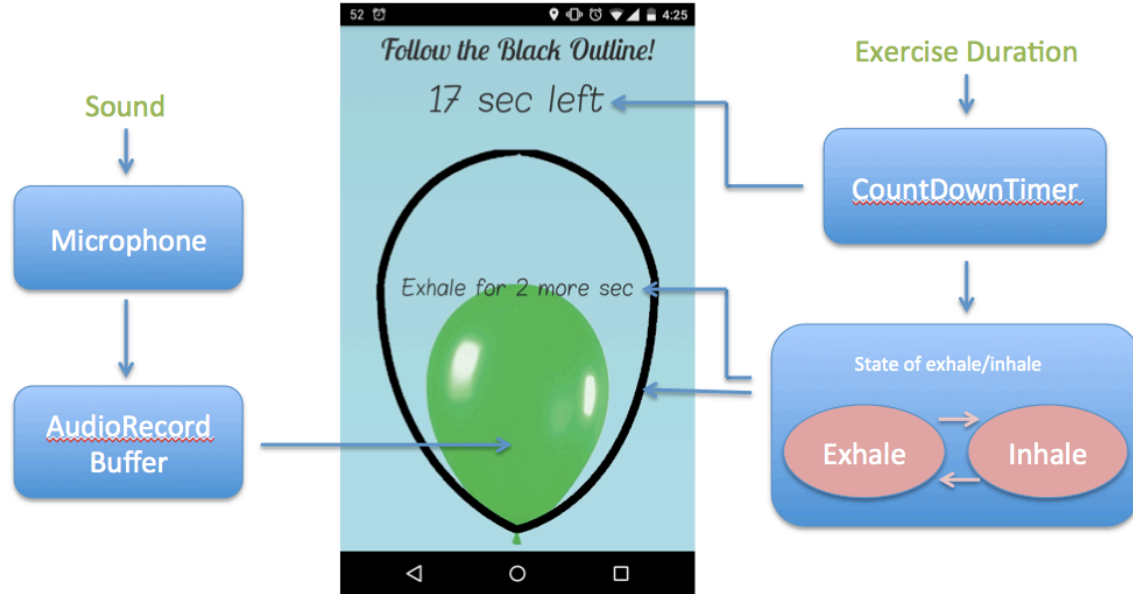 52
4:25
Follow the Black Outline!
17 sec left
Exhale for 2 more sec
Sound
Microphone
AudioRecord
Buffer
Exercise Duration
CountDownTimer
State of exhale/inhale
Exhale
Inhale